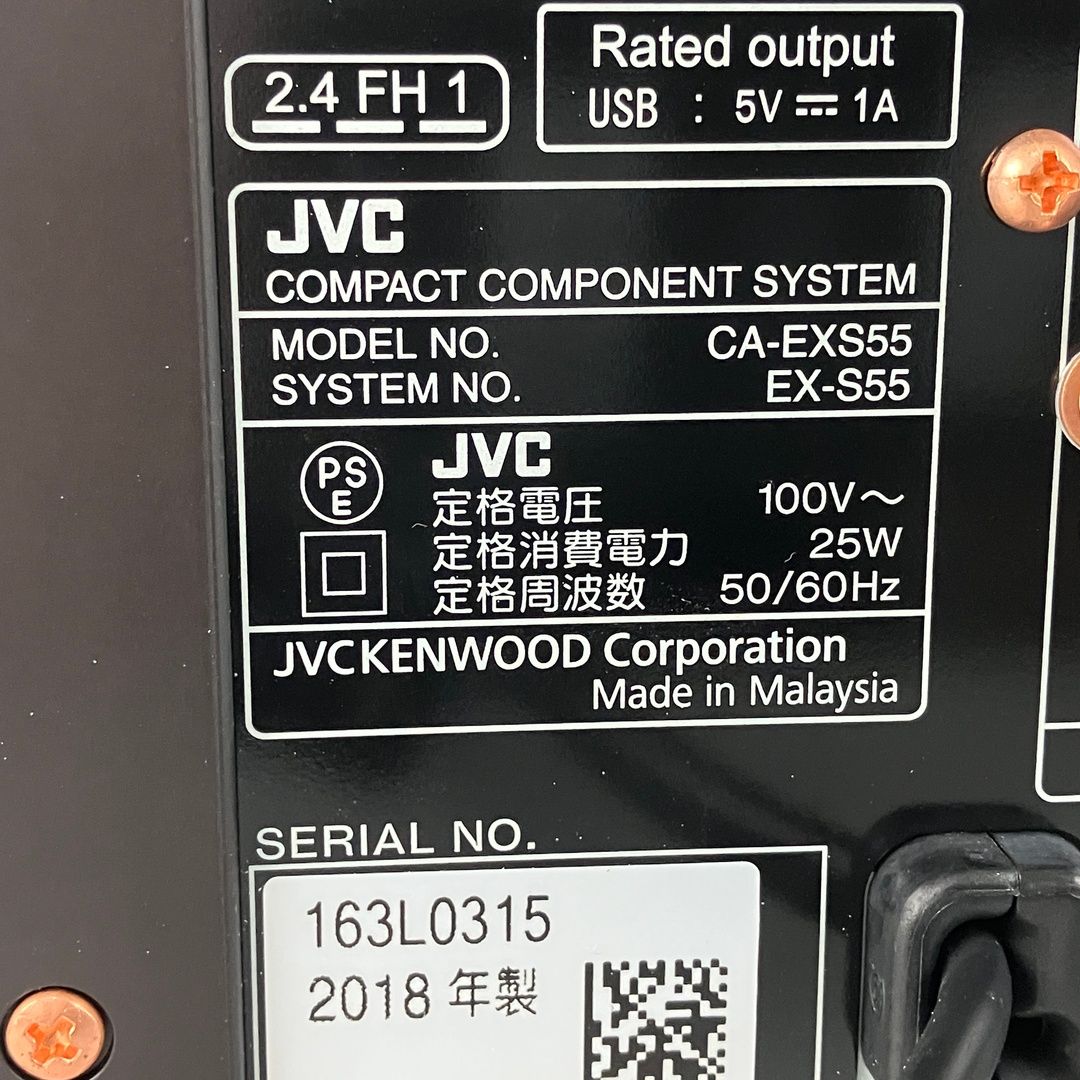 2.4 FH 1
Rated output
USB : 5V ⎓ 1A
JVC
COMPACT COMPONENT SYSTEM
MODEL NO. CA-EXS55
SYSTEM NO. EX-S55
PS
E
JVC
定格電圧 100V～
定格消費電力 25W
定格周波数 50/60Hz
JVCKENWOOD Corporation
Made in Malaysia
SERIAL NO.
163L0315
2018 年製